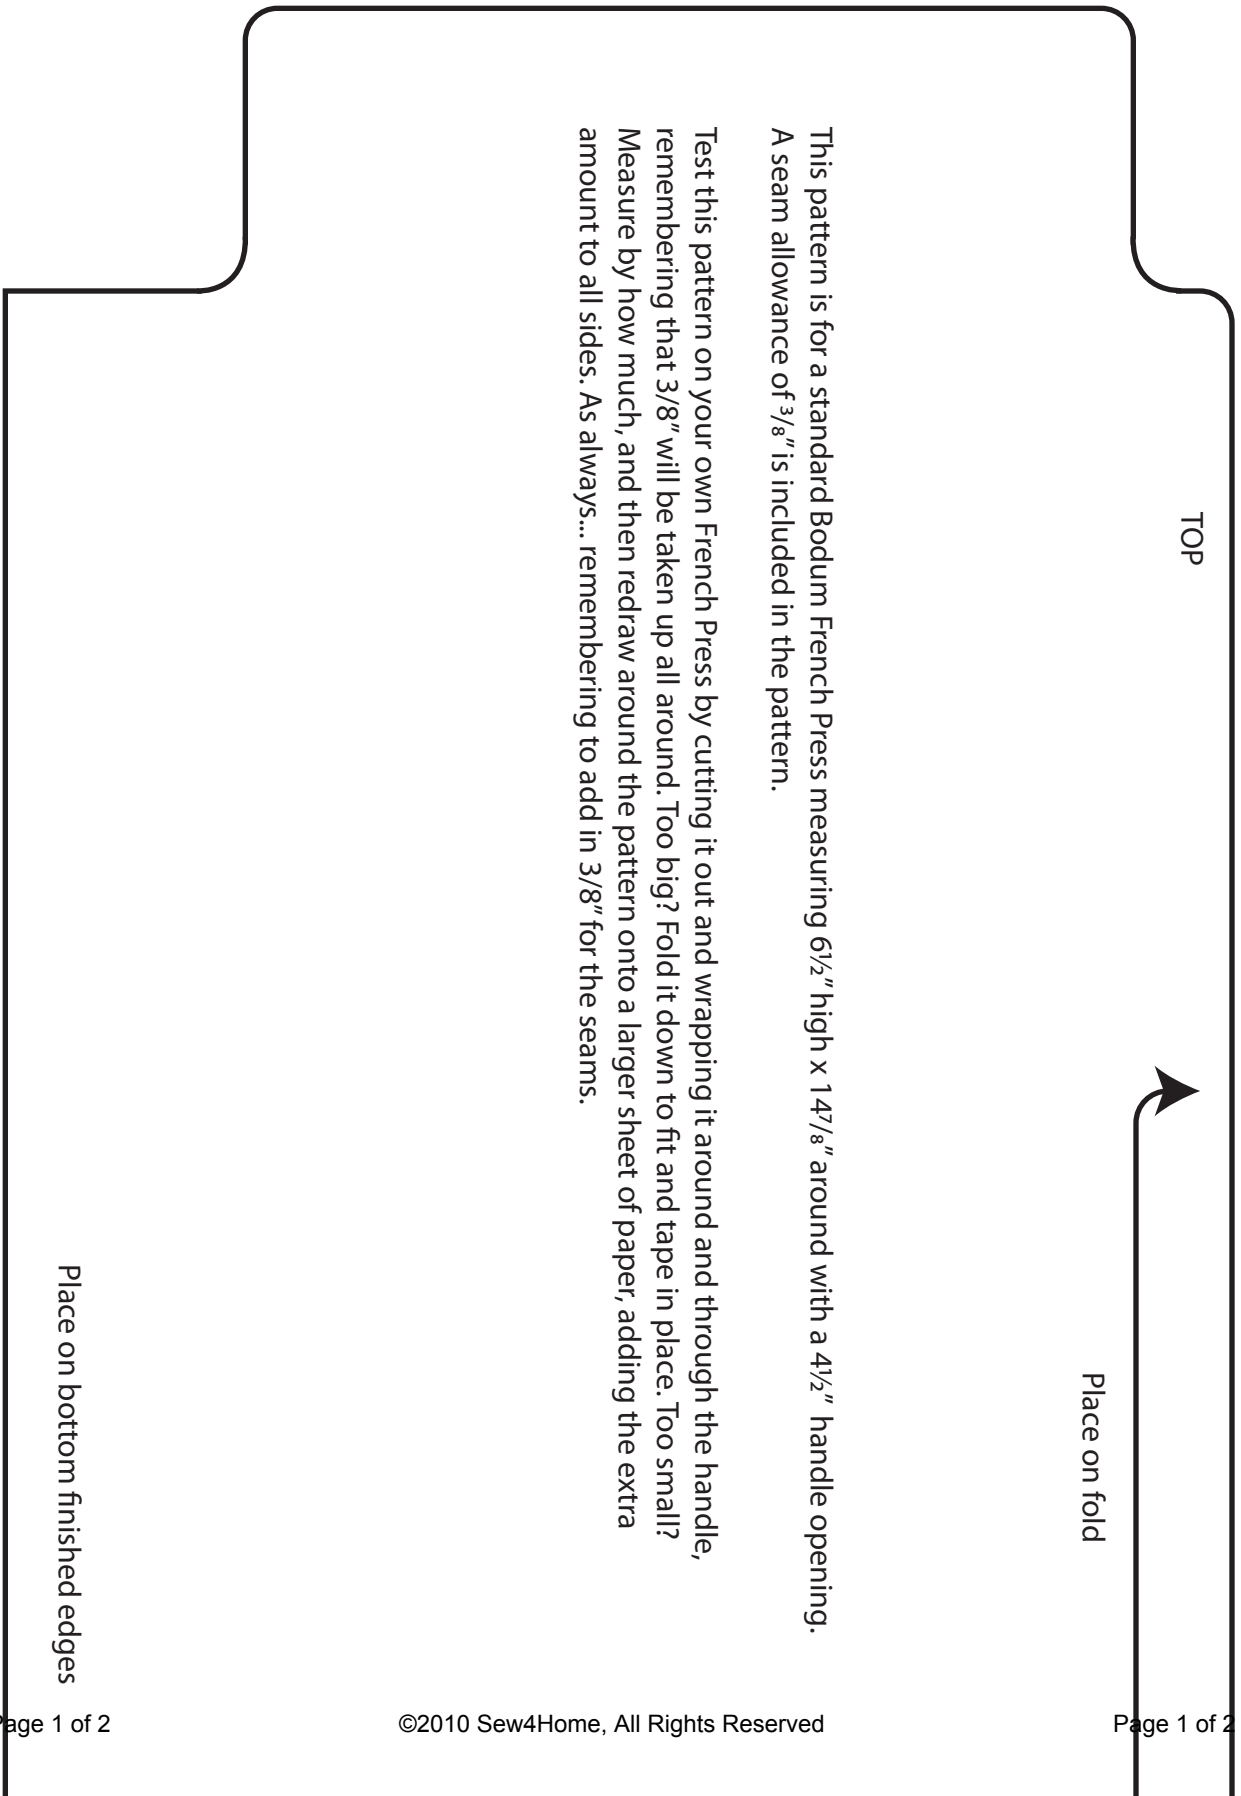 TOP
Place on fold
This pattern is for a standard Bodum French Press measuring 6½” high x 14⅞” around with a 4½” handle opening.
A seam allowance of ³/₈” is included in the pattern.
Test this pattern on your own French Press by cutting it out and wrapping it around and through the handle,
remembering that 3/8” will be taken up all around. Too big? Fold it down to fit and tape in place. Too small?
Measure by how much, and then redraw around the pattern onto a larger sheet of paper, adding the extra
amount to all sides. As always... remembering to add in 3/8” for the seams.
Place on bottom finished edges
Page 1 of 2
©2010 Sew4Home, All Rights Reserved
Page 1 of 2